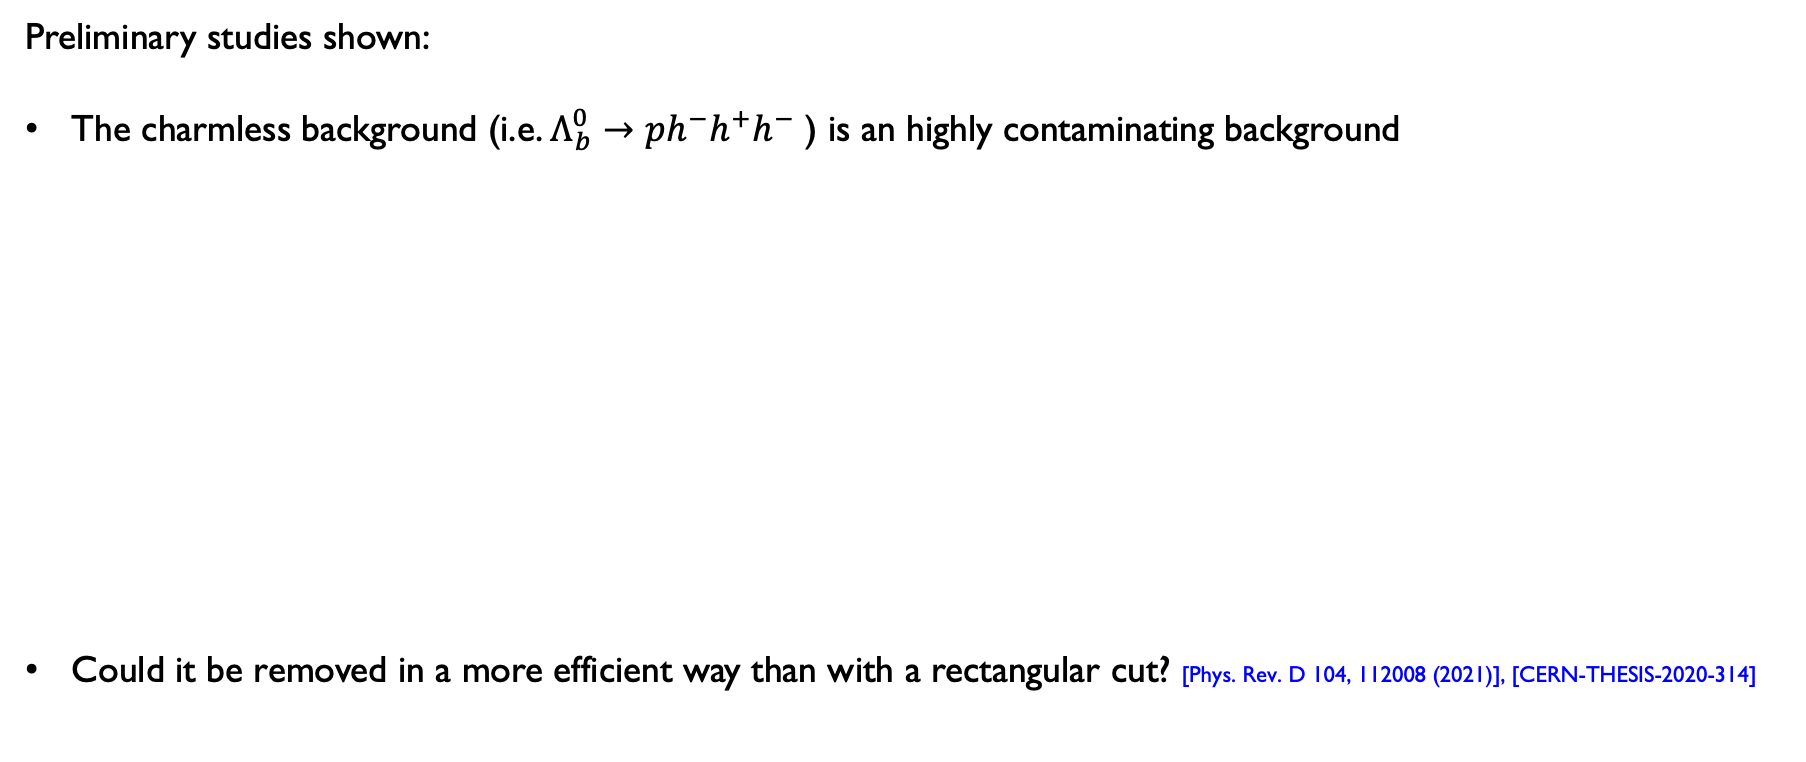 Preliminary studies shown:
• The charmless background (i.e. Λ_b^0 → ph⁻h⁺h⁻ ) is an highly contaminating background
• Could it be removed in a more efficient way than with a rectangular cut? [Phys. Rev. D 104, 112008 (2021)], [CERN-THESIS-2020-314]